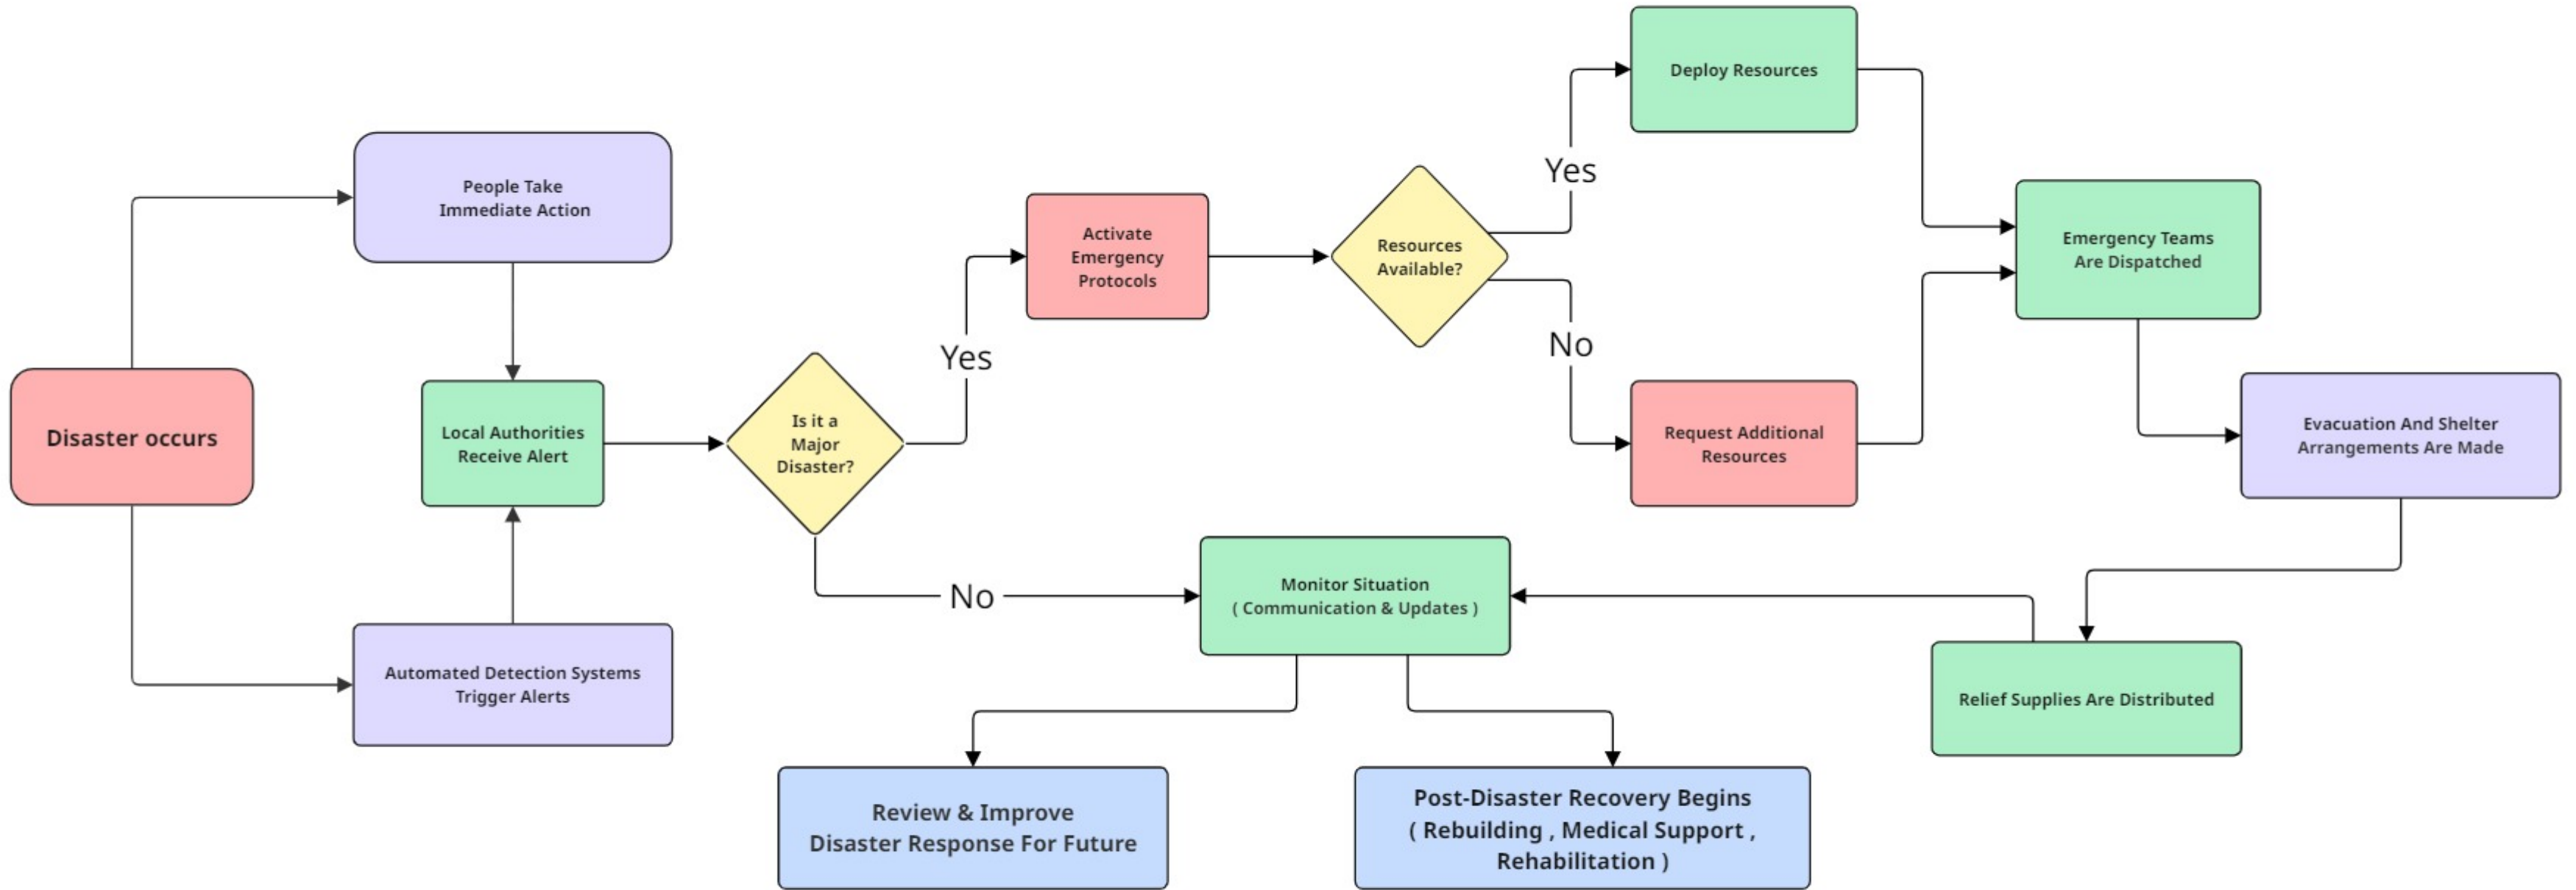 Disaster occurs
People Take
Immediate Action
Local Authorities
Receive Alert
Automated Detection Systems
Trigger Alerts
Is it a
Major
Disaster?
Yes
No
Activate
Emergency
Protocols
Resources
Available?
Yes
No
Deploy Resources
Request Additional
Resources
Emergency Teams
Are Dispatched
Evacuation And Shelter
Arrangements Are Made
Relief Supplies Are Distributed
Monitor Situation
( Communication & Updates )
Review & Improve
Disaster Response For Future
Post-Disaster Recovery Begins
( Rebuilding , Medical Support ,
Rehabilitation )